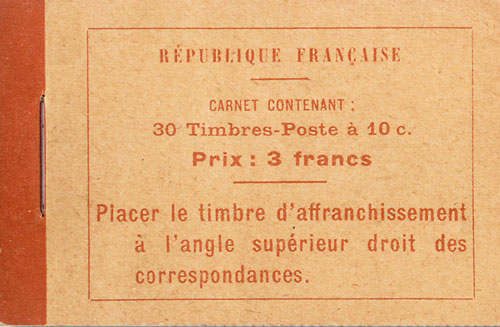 RÉPUBLIQUE FRANÇAISE
CARNET CONTENANT :
30 Timbres-Poste à 10 c.
Prix : 3 francs
Placer le timbre d'affranchissement
à l'angle supérieur droit des
correspondances.